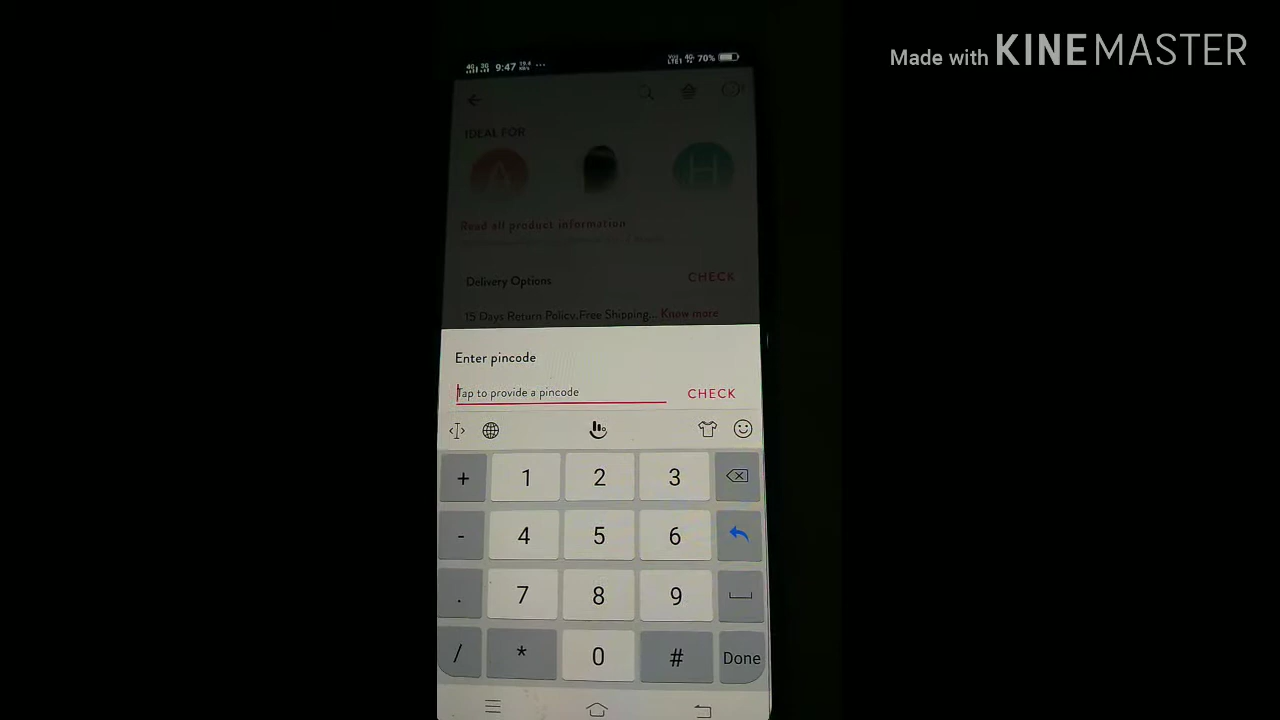 Made with KINEMASTER
9:47
70%
IDEAL FOR
A H
Read all product information
Delivery Options CHECK
15 Days Return Policy,Free Shipping... Know more
Enter pincode
Tap to provide a pincode CHECK
+ 1 2 3
- 4 5 6
. 7 8 9
/ * 0 # Done